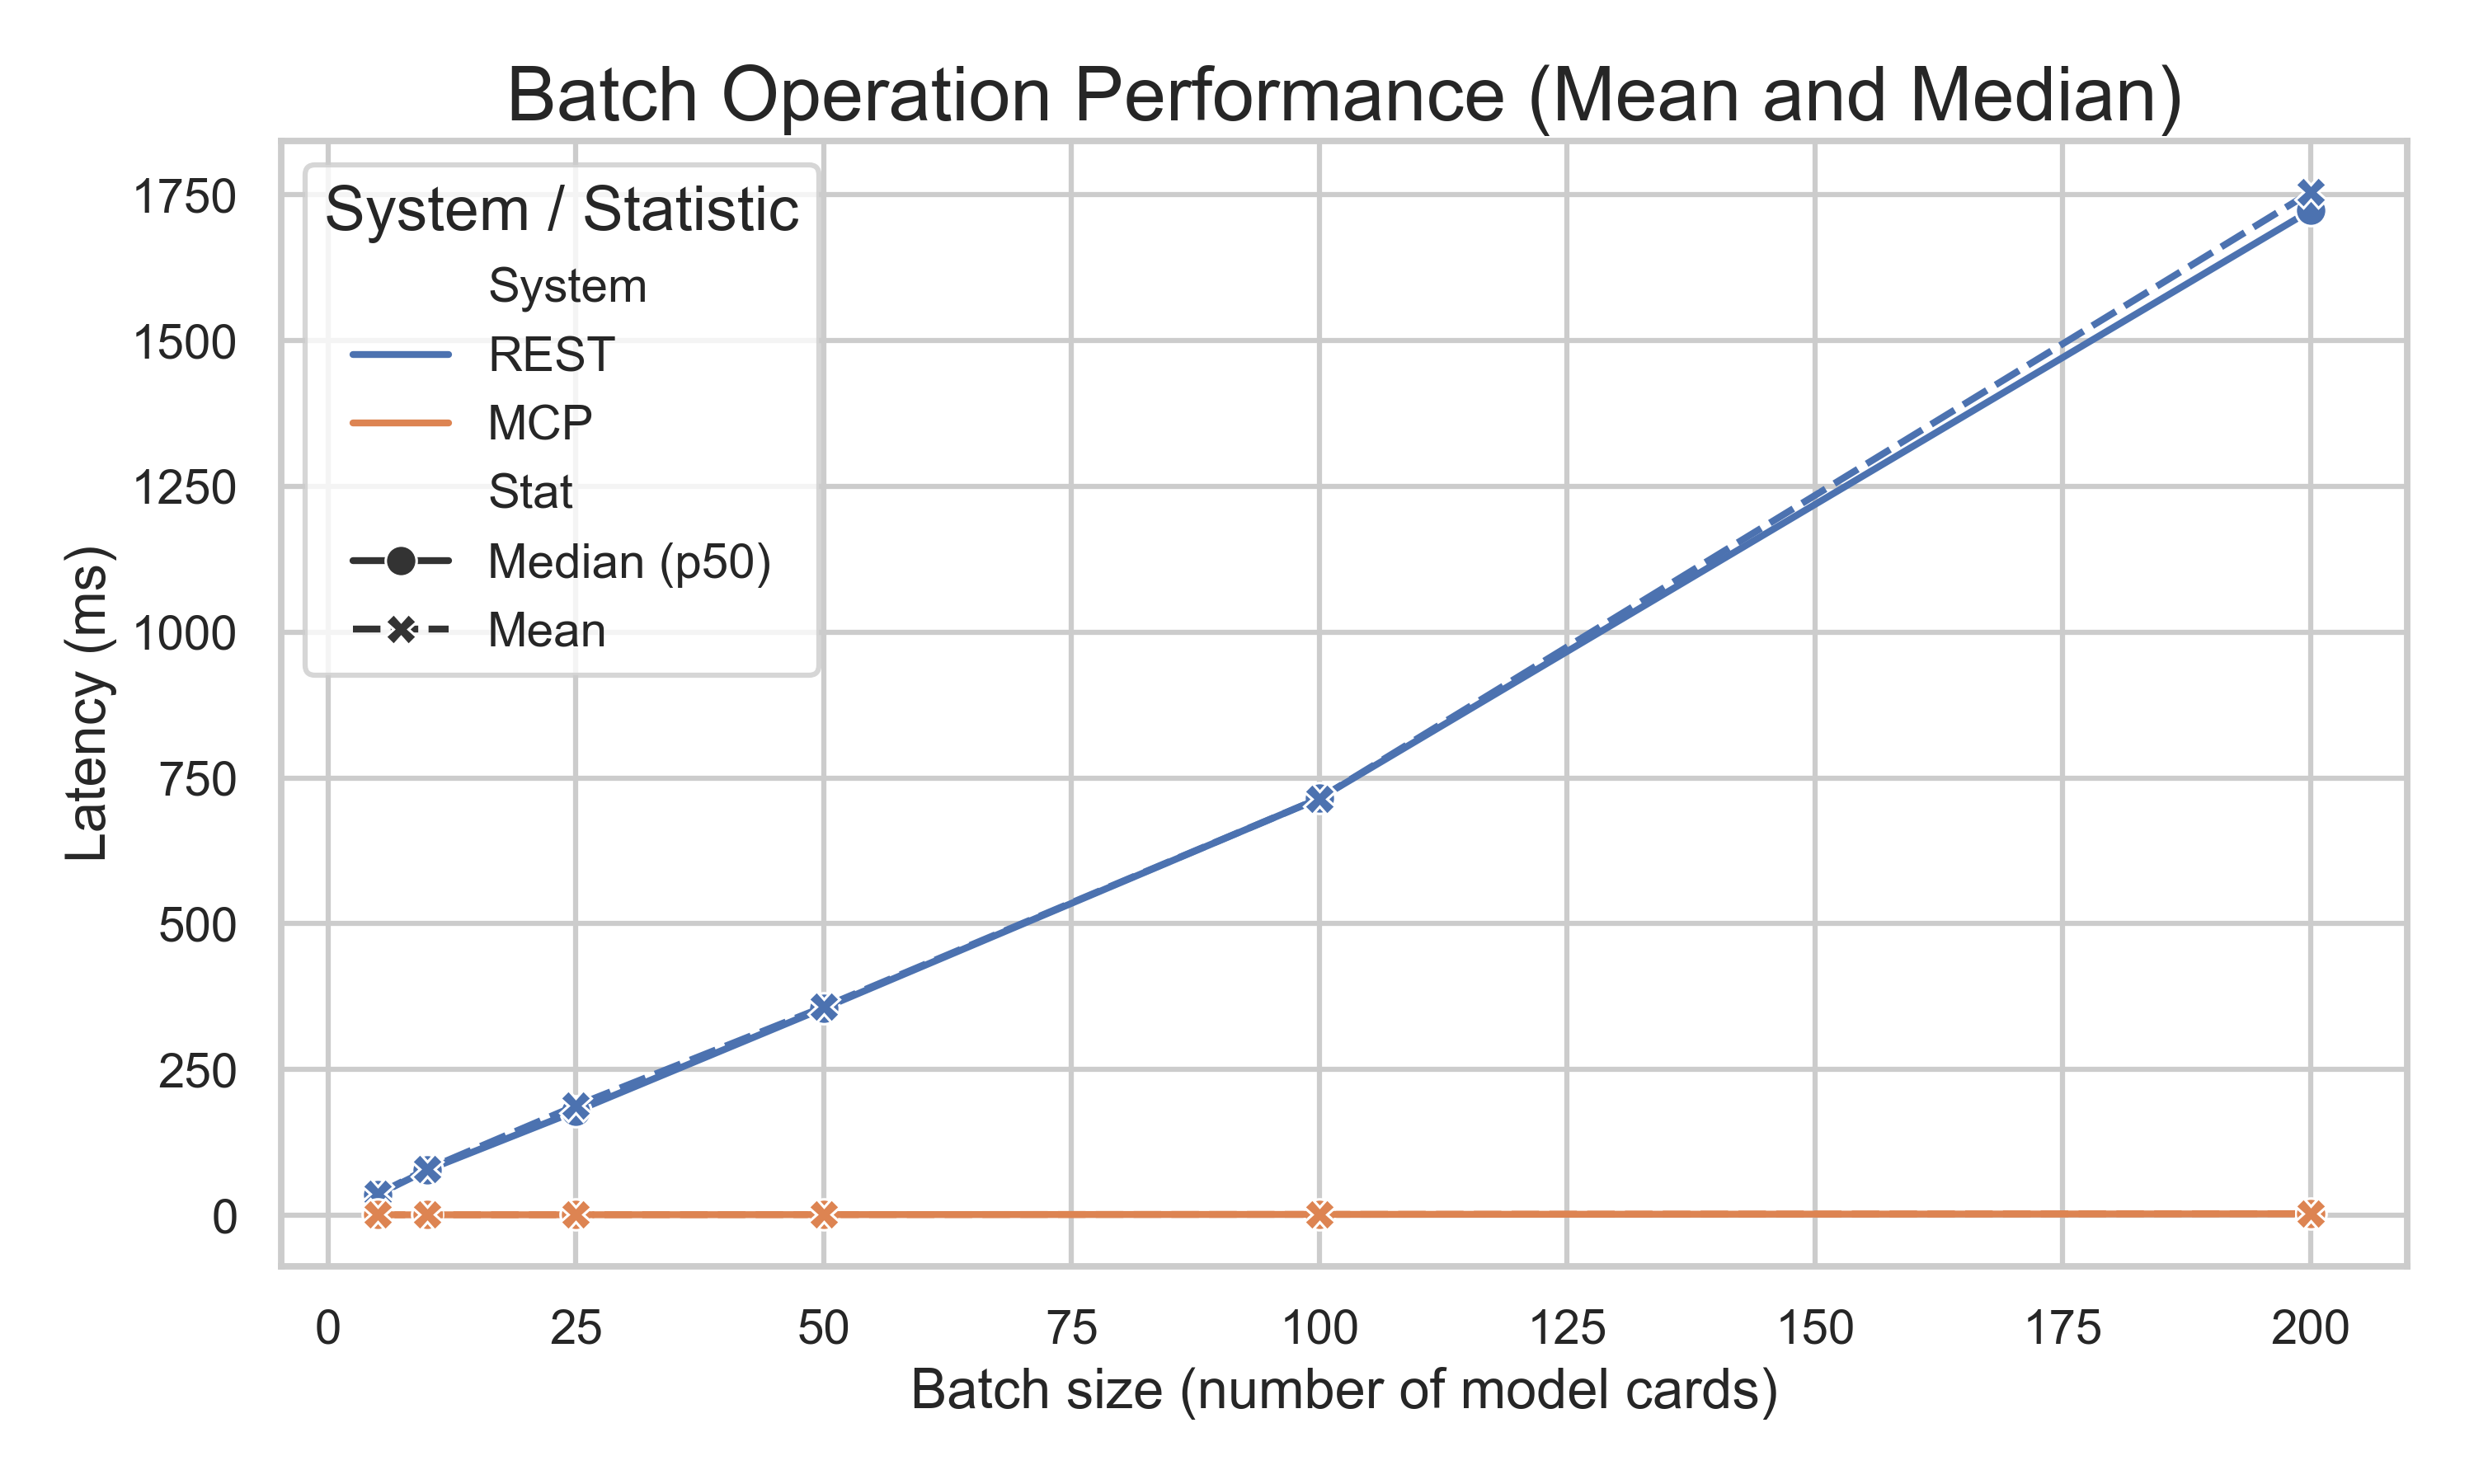 Batch Operation Performance (Mean and Median)
System / Statistic
System
REST
MCP
Stat
Median (p50)
Mean
Latency (ms)
1750
1500
1250
1000
750
500
250
0
0 25 50 75 100 125 150 175 200
Batch size (number of model cards)